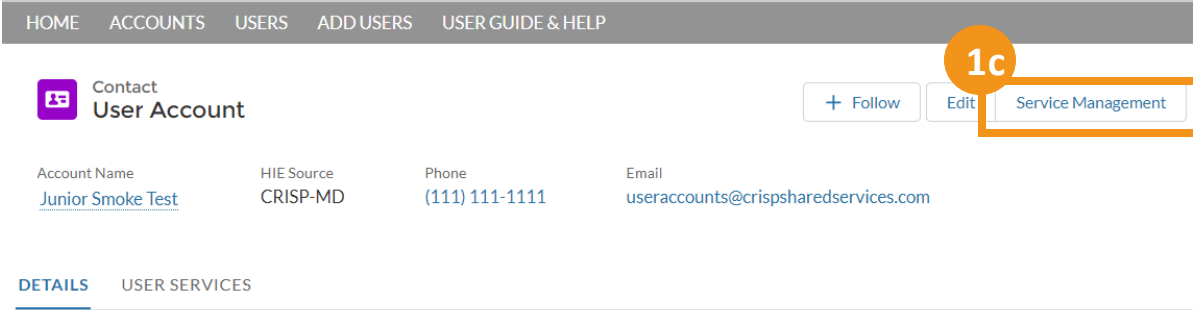 HOME ACCOUNTS USERS ADD USERS USER GUIDE & HELP
1c
Contact
User Account
+ Follow Edit Service Management
Account Name HIE Source Phone Email
Junior Smoke Test CRISP-MD (111) 111-1111 useraccounts@crispsharedservices.com
DETAILS USER SERVICES